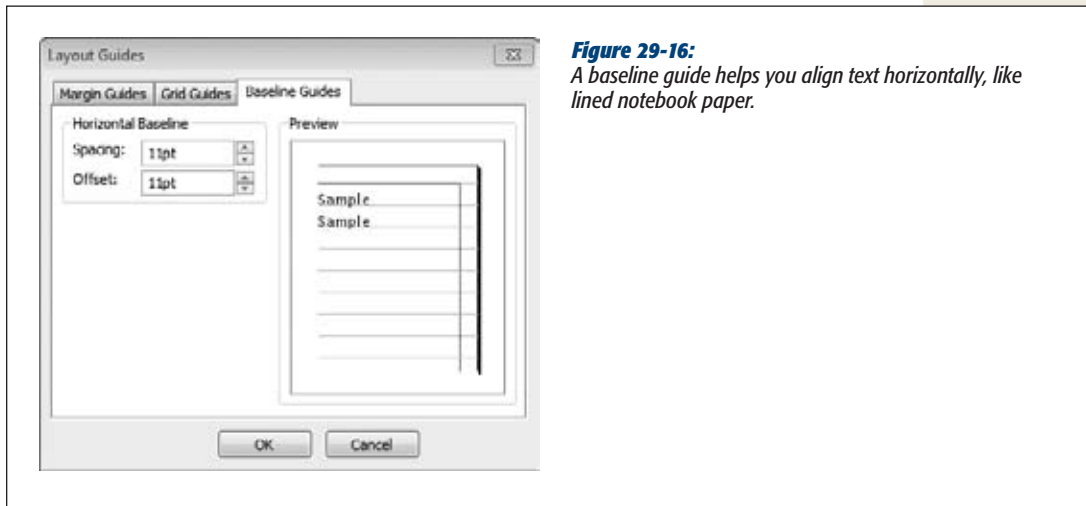 Layout Guides
Margin Guides Grid Guides Baseline Guides
Horizontal Baseline
Spacing: 11pt
Offset: 11pt
Preview
Sample
Sample
OK Cancel
Figure 29-16:
A baseline guide helps you align text horizontally, like
lined notebook paper.